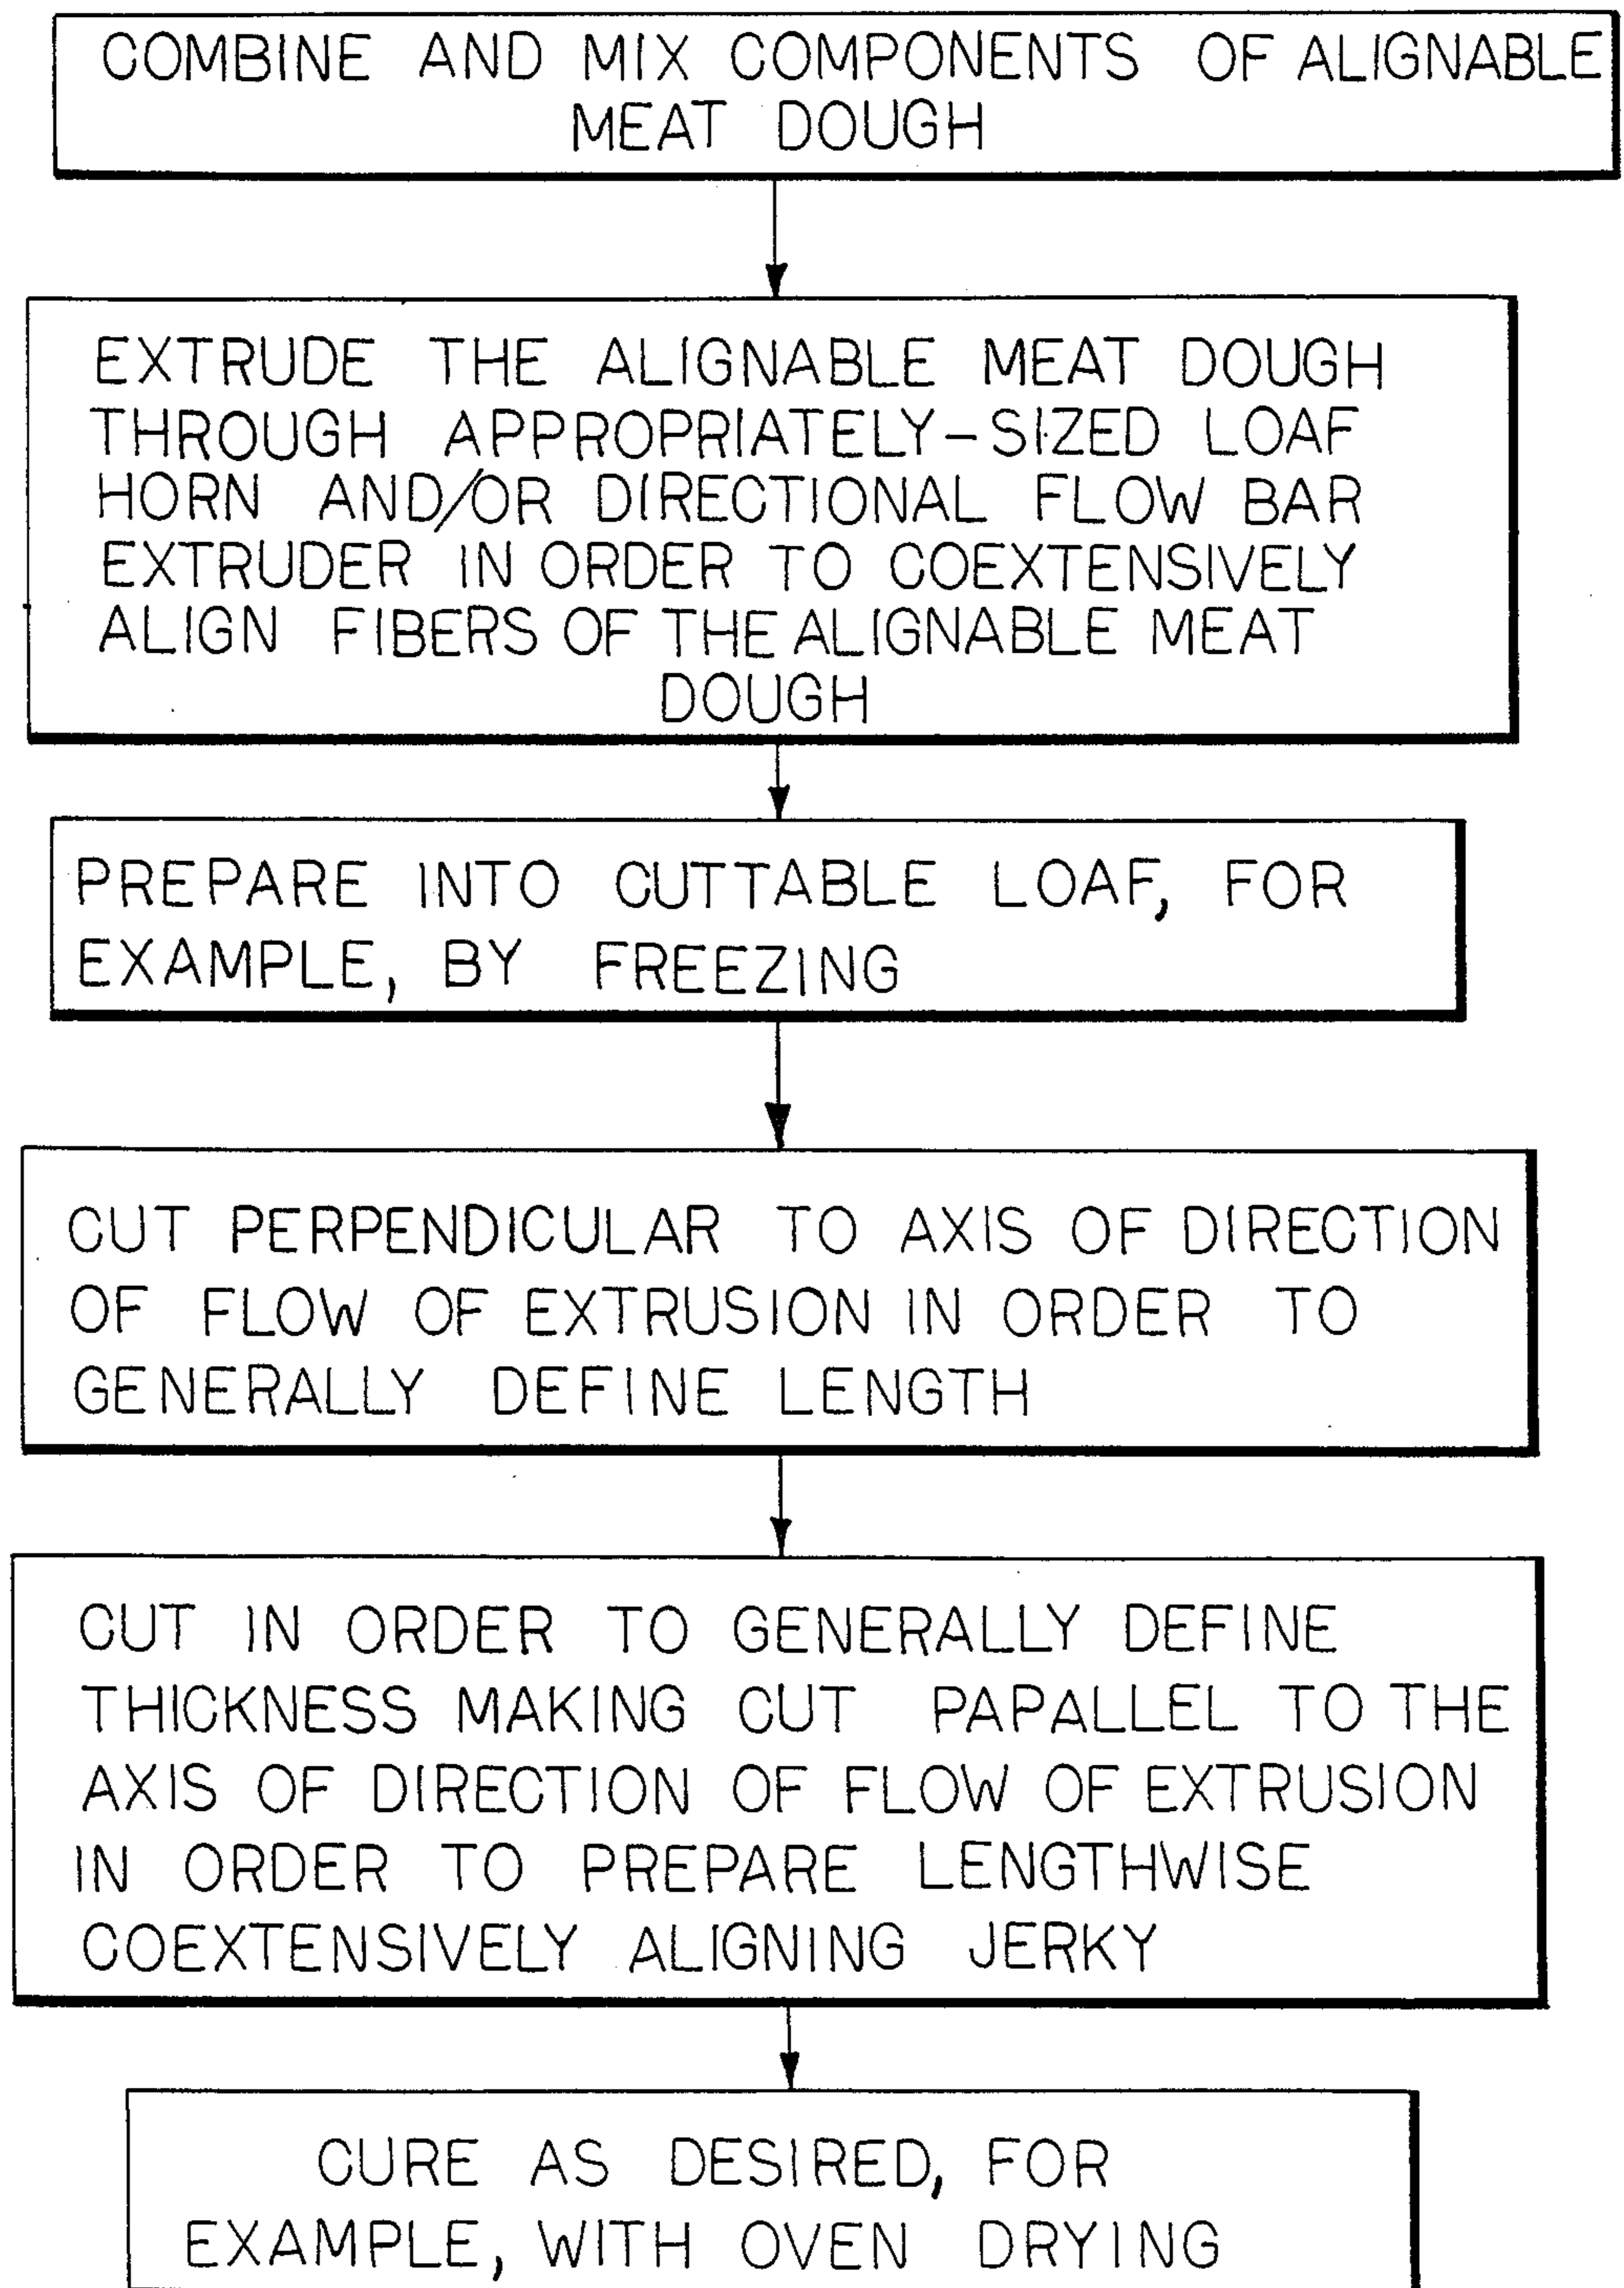 COMBINE AND MIX COMPONENTS OF ALIGNABLE
MEAT DOUGH
EXTRUDE THE ALIGNABLE MEAT DOUGH
THROUGH APPROPRIATELY-SIZED LOAF
HORN AND/OR DIRECTIONAL FLOW BAR
EXTRUDER IN ORDER TO COEXTENSIVELY
ALIGN FIBERS OF THE ALIGNABLE MEAT
DOUGH
PREPARE INTO CUTTABLE LOAF, FOR
EXAMPLE, BY FREEZING
CUT PERPENDICULAR TO AXIS OF DIRECTION
OF FLOW OF EXTRUSION IN ORDER TO
GENERALLY DEFINE LENGTH
CUT IN ORDER TO GENERALLY DEFINE
THICKNESS MAKING CUT PAPALLEL TO THE
AXIS OF DIRECTION OF FLOW OF EXTRUSION
IN ORDER TO PREPARE LENGTHWISE
COEXTENSIVELY ALIGNING JERKY
CURE AS DESIRED, FOR
EXAMPLE, WITH OVEN DRYING